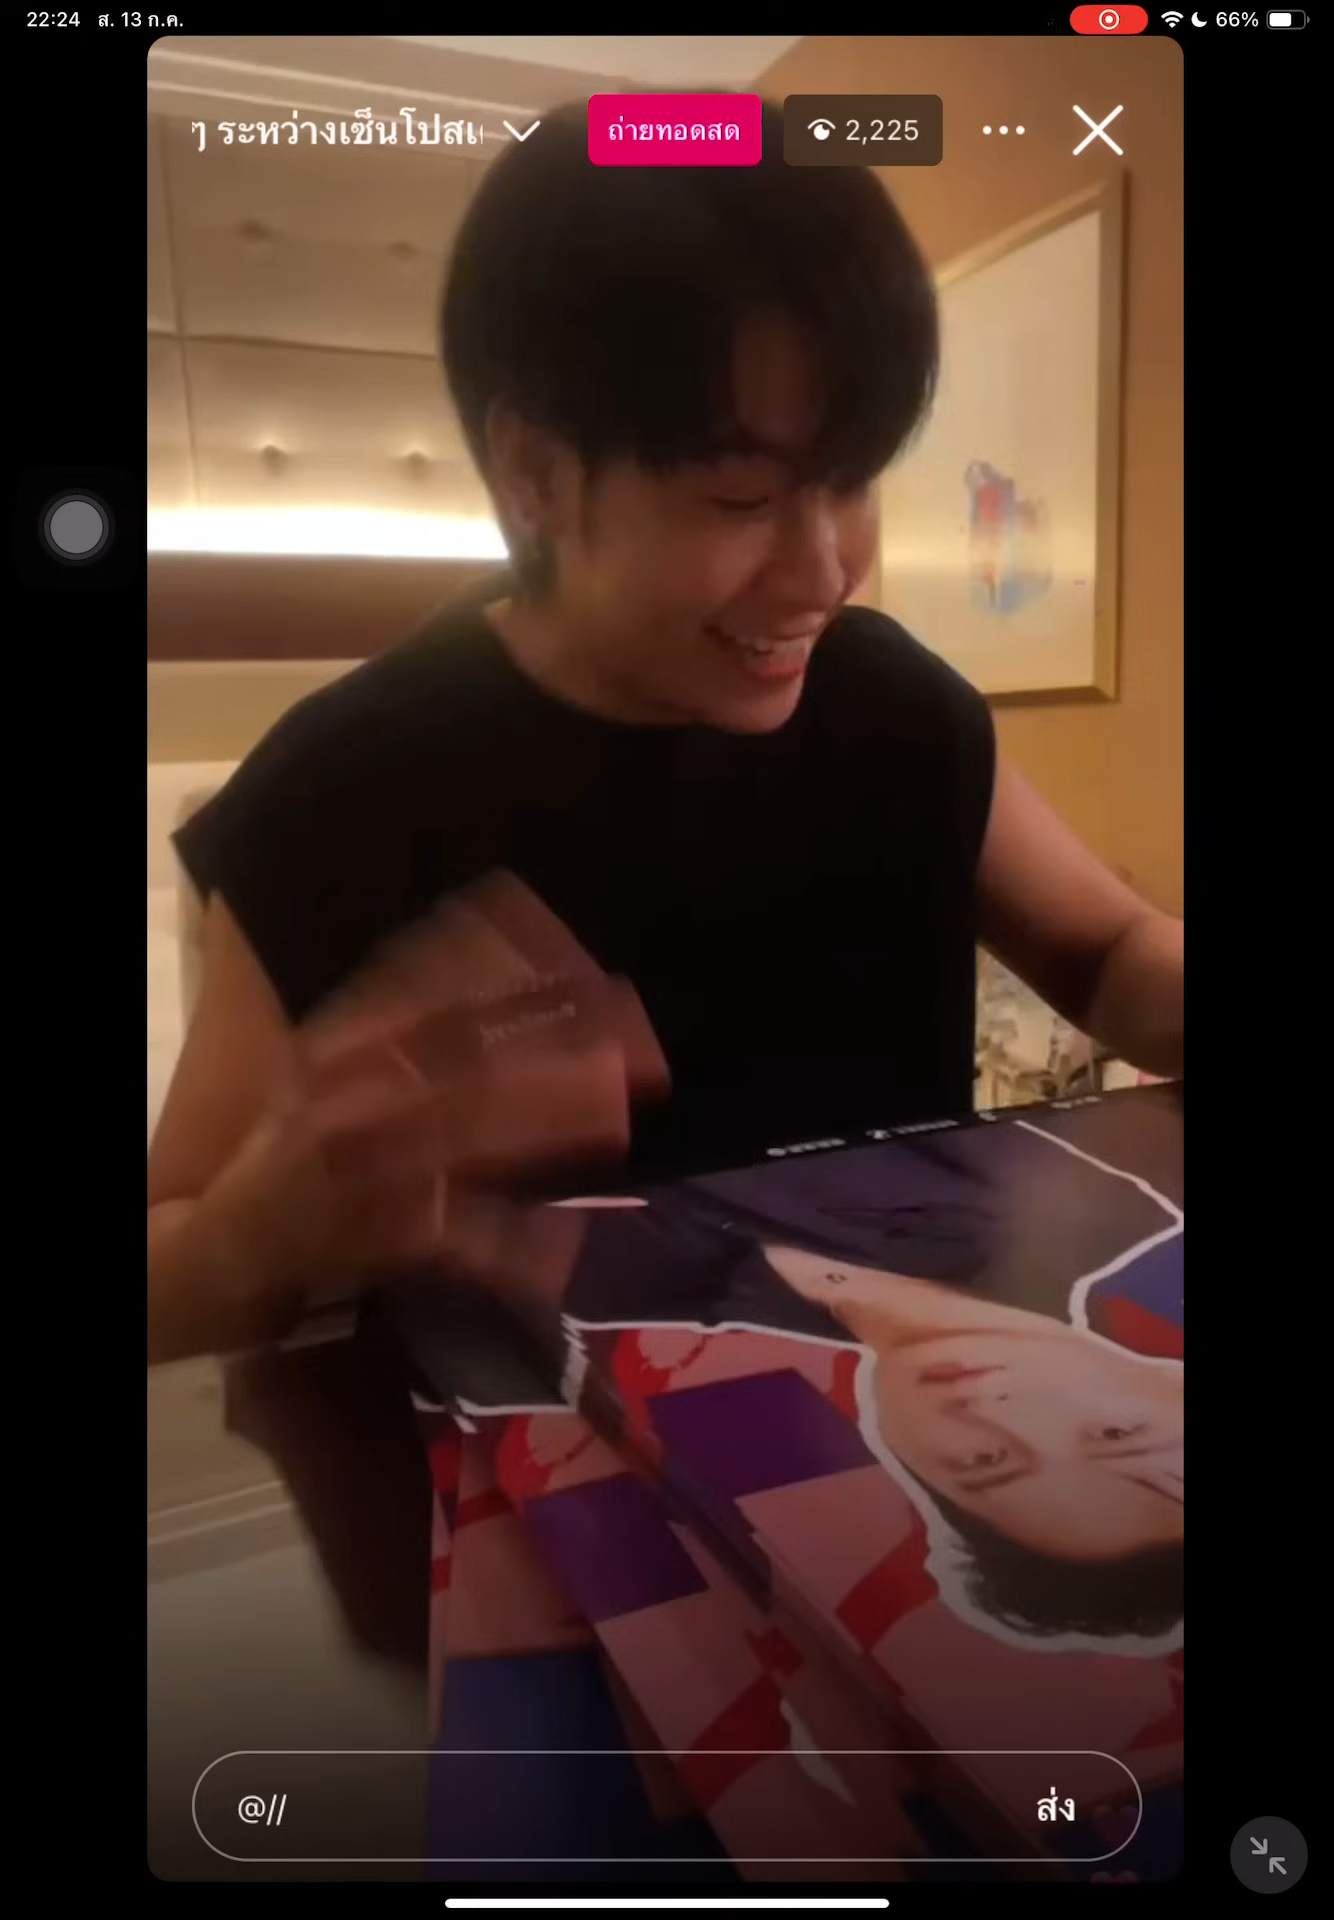 22:24 ส. 13 ก.ค.
66%
ๆ ระหว่างเซ็นโปสเ
ถ่ายทอดสด
2,225
@//
ส่ง